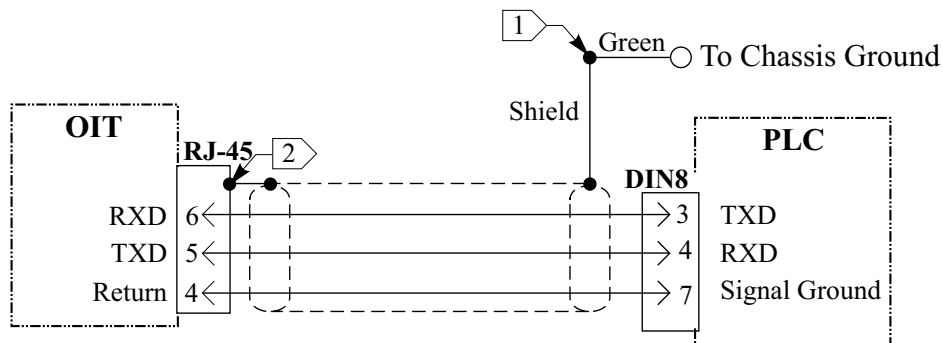 1
Green
To Chassis Ground
Shield
OIT
PLC
RJ-45
2
DIN8
RXD 6 3 TXD
TXD 5 4 RXD
Return 4 7 Signal Ground